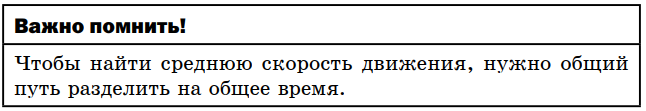 Важно помнить!
Чтобы найти среднюю скорость движения, нужно общий
путь разделить на общее время.